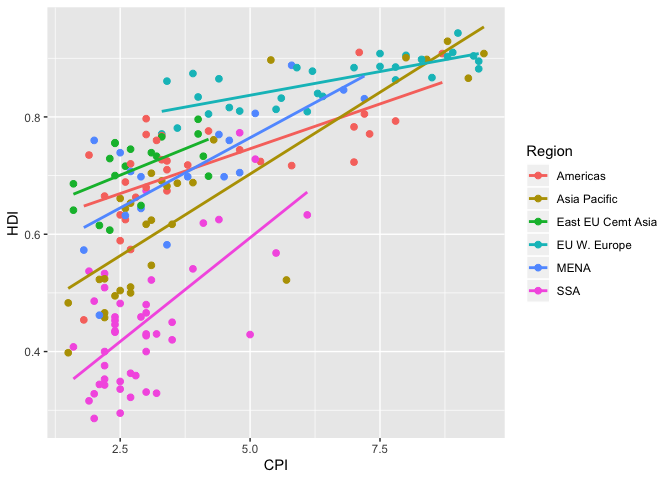 HDI
0.8
0.6
0.4
2.5 5.0 7.5
CPI
Region
Americas
Asia Pacific
East EU Cemt Asia
EU W. Europe
MENA
SSA